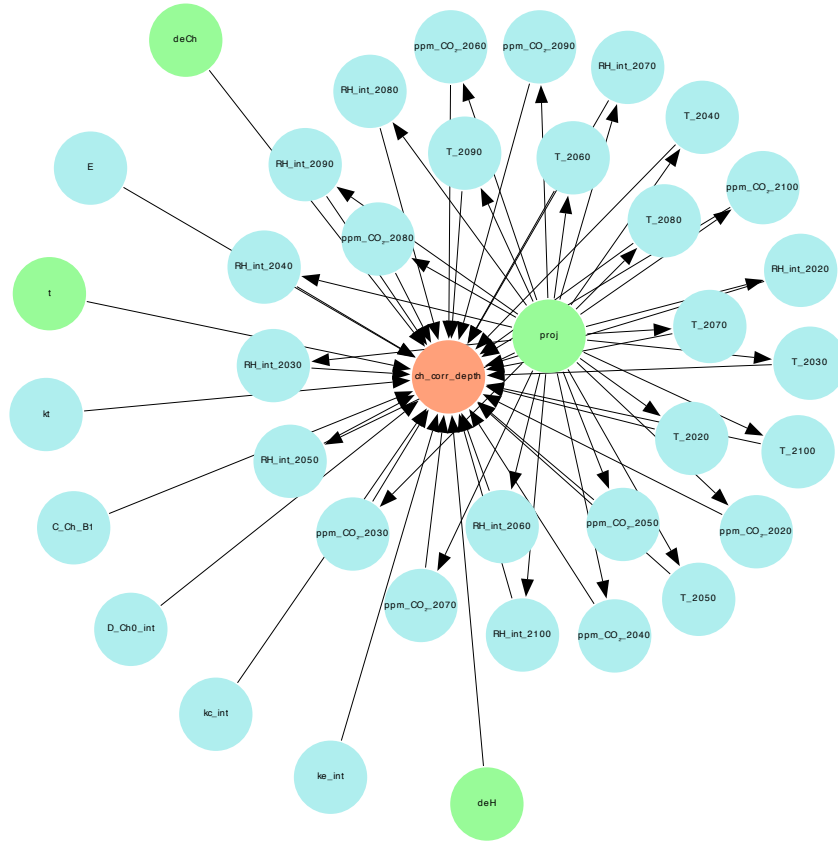 deCh
ppm_CO₂_2060
ppm_CO₂_2090
RH_int_2070
RH_int_2080
T_2040
T_2090
T_2060
E
RH_int_2090
ppm_CO₂_2100
T_2080
ppm_CO₂_2080
RH_int_2040
RH_int_2020
t
proj
T_2070
RH_int_2030
T_2030
ch_corr_depth
kt
T_2020
T_2100
RH_int_2050
C_Ch_B1
ppm_CO₂_2030
RH_int_2060
ppm_CO₂_2050
ppm_CO₂_2020
D_Ch0_int
ppm_CO₂_2070
T_2050
RH_int_2100
ppm_CO₂_2040
kc_int
ke_int
deH